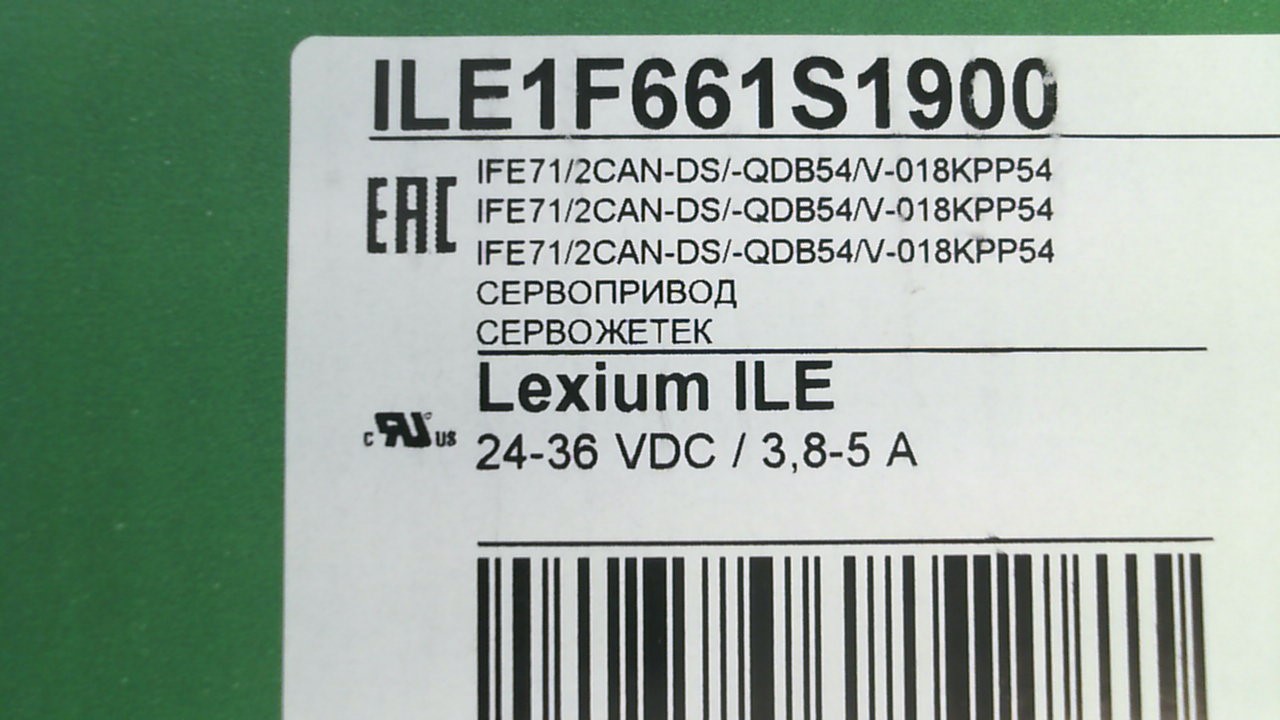 ILE1F661S1900
EAC
IFE71/2CAN-DS/-QDB54/V-018KPP54
IFE71/2CAN-DS/-QDB54/V-018KPP54
IFE71/2CAN-DS/-QDB54/V-018KPP54
СЕРВОПРИВОД
СЕРВОЖЕТЕК
Lexium ILE
c RU us
24-36 VDC / 3,8-5 A